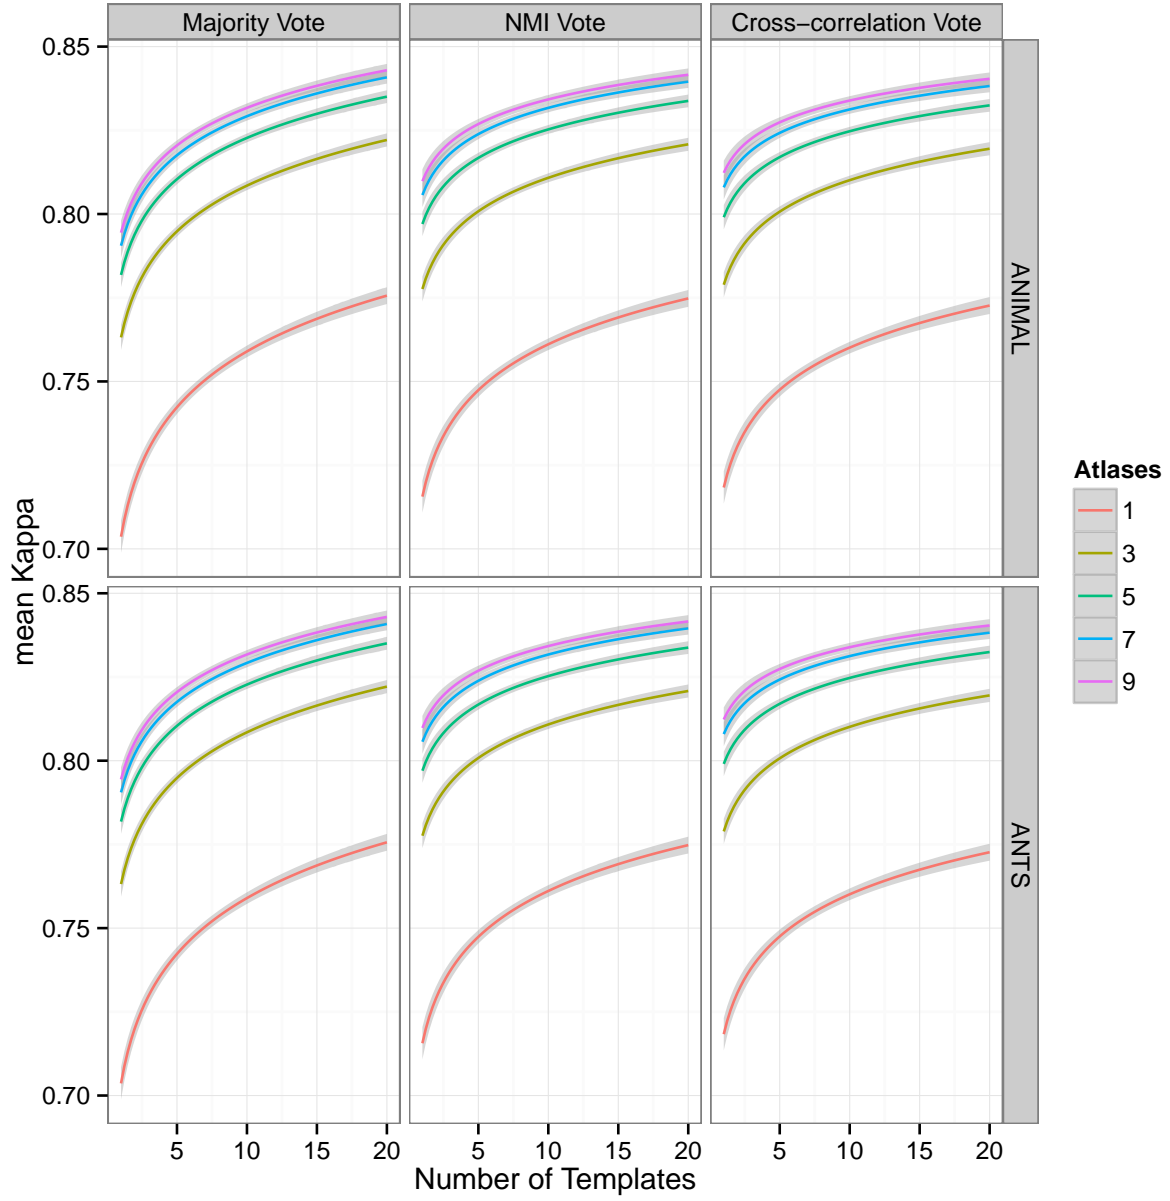 Majority Vote
NMI Vote
Cross−correlation Vote
0.85
0.80
0.75
0.70
ANIMAL
mean Kappa
0.85
0.80
0.75
0.70
ANTS
5 10 15 20
5 10 15 20
5 10 15 20
Number of Templates
Atlases
1
3
5
7
9